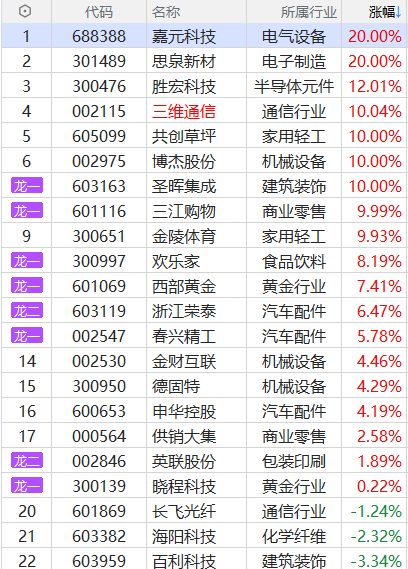 代码 名称 所属行业 涨幅↓
1 688388 嘉元科技 电气设备 20.00%
2 301489 思泉新材 电子制造 20.00%
3 300476 胜宏科技 半导体元件 12.01%
4 002115 三维通信 通信行业 10.04%
5 605099 共创草坪 家用轻工 10.00%
6 002975 博杰股份 机械设备 10.00%
龙一 603163 圣晖集成 建筑装饰 10.00%
龙一 601116 三江购物 商业零售 9.99%
9 300651 金陵体育 家用轻工 9.93%
龙一 300997 欢乐家 食品饮料 8.19%
龙一 601069 西部黄金 黄金行业 7.41%
龙二 603119 浙江荣泰 汽车配件 6.47%
龙一 002547 春兴精工 汽车配件 5.78%
14 002530 金财互联 机械设备 4.46%
15 300950 德固特 机械设备 4.29%
16 600653 申华控股 汽车配件 4.19%
17 000564 供销大集 商业零售 2.58%
龙二 002846 英联股份 包装印刷 1.89%
龙一 300139 晓程科技 黄金行业 0.22%
20 601869 长飞光纤 通信行业 -1.24%
21 603382 海阳科技 化学纤维 -2.32%
22 603959 百利科技 建筑装饰 -3.34%